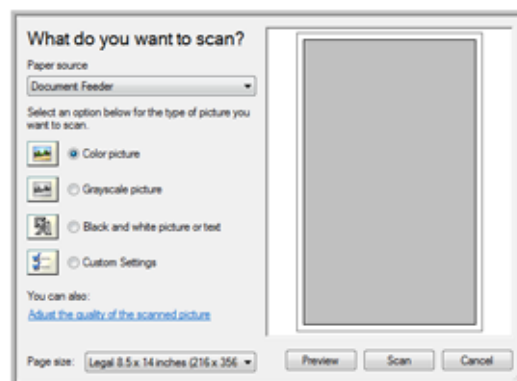 What do you want to scan?
Paper source
Document Feeder
Select an option below for the type of picture you
want to scan.
Color picture
Grayscale picture
Black and white picture or text
Custom Settings
You can also:
Adjust the quality of the scanned picture
Page size: Legal 8.5 x 14 inches (216 x 356
Preview Scan Cancel